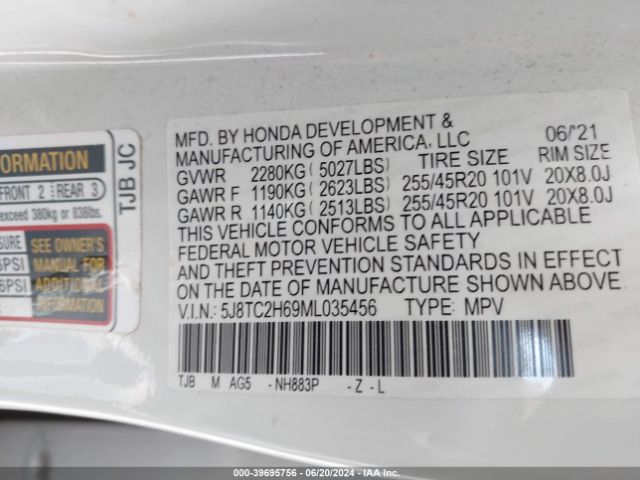 MFD. BY HONDA DEVELOPMENT &
MANUFACTURING OF AMERICA, LLC 06/'21
GVWR 2280KG ( 5027LBS) TIRE SIZE RIM SIZE
GAWR F 1190KG ( 2623LBS) 255/45R20 101V 20X8.0J
GAWR R 1140KG ( 2513LBS) 255/45R20 101V 20X8.0J
THIS VEHICLE CONFORMS TO ALL APPLICABLE
FEDERAL MOTOR VEHICLE SAFETY
AND THEFT PREVENTION STANDARDS IN EFFECT
ON THE DATE OF MANUFACTURE SHOWN ABOVE.
V.I.N.: 5J8TC2H69ML035456 TYPE: MPV
TJB M AG5 -NH883P -Z-L
FRONT 2 REAR 3
exceed 380kg or 838lbs.
SEE OWNER'S
MANUAL FOR
ADDITIONAL
INFORMATION
TJB JC
IAA - 39695756 - 06/20/2024 - Copyright © IAA, Inc.